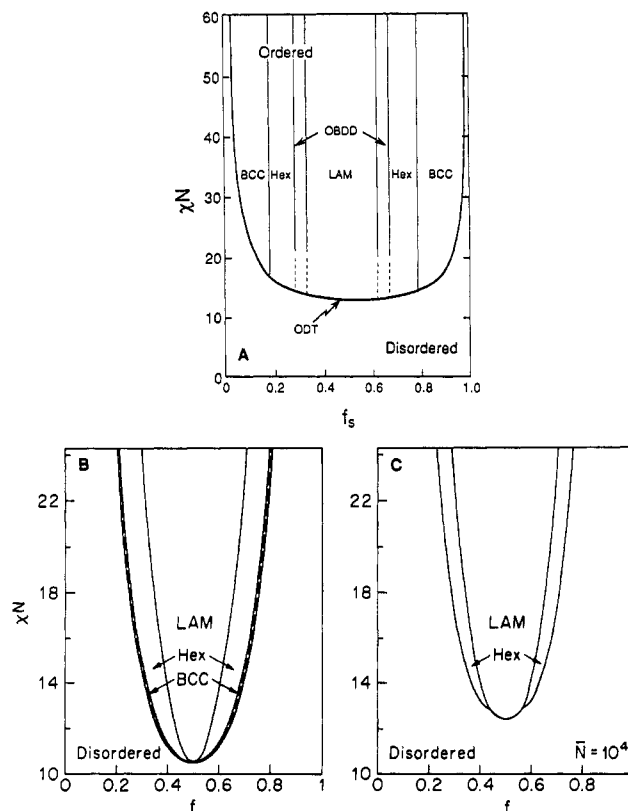 60
50
40
30
20
10
0
χN
Ordered
OBDD
BCC
Hex
LAM
Hex
BCC
ODT
Disordered
A
0
0.2
0.4
0.6
0.8
1.0
fs
B
22
18
14
10
χN
LAM
Hex
BCC
Disordered
0
0.2
0.4
0.6
0.8
1
f
C
22
18
14
10
LAM
Hex
Disordered
N̄ = 10⁴
0
0.2
0.4
0.6
0.8
f